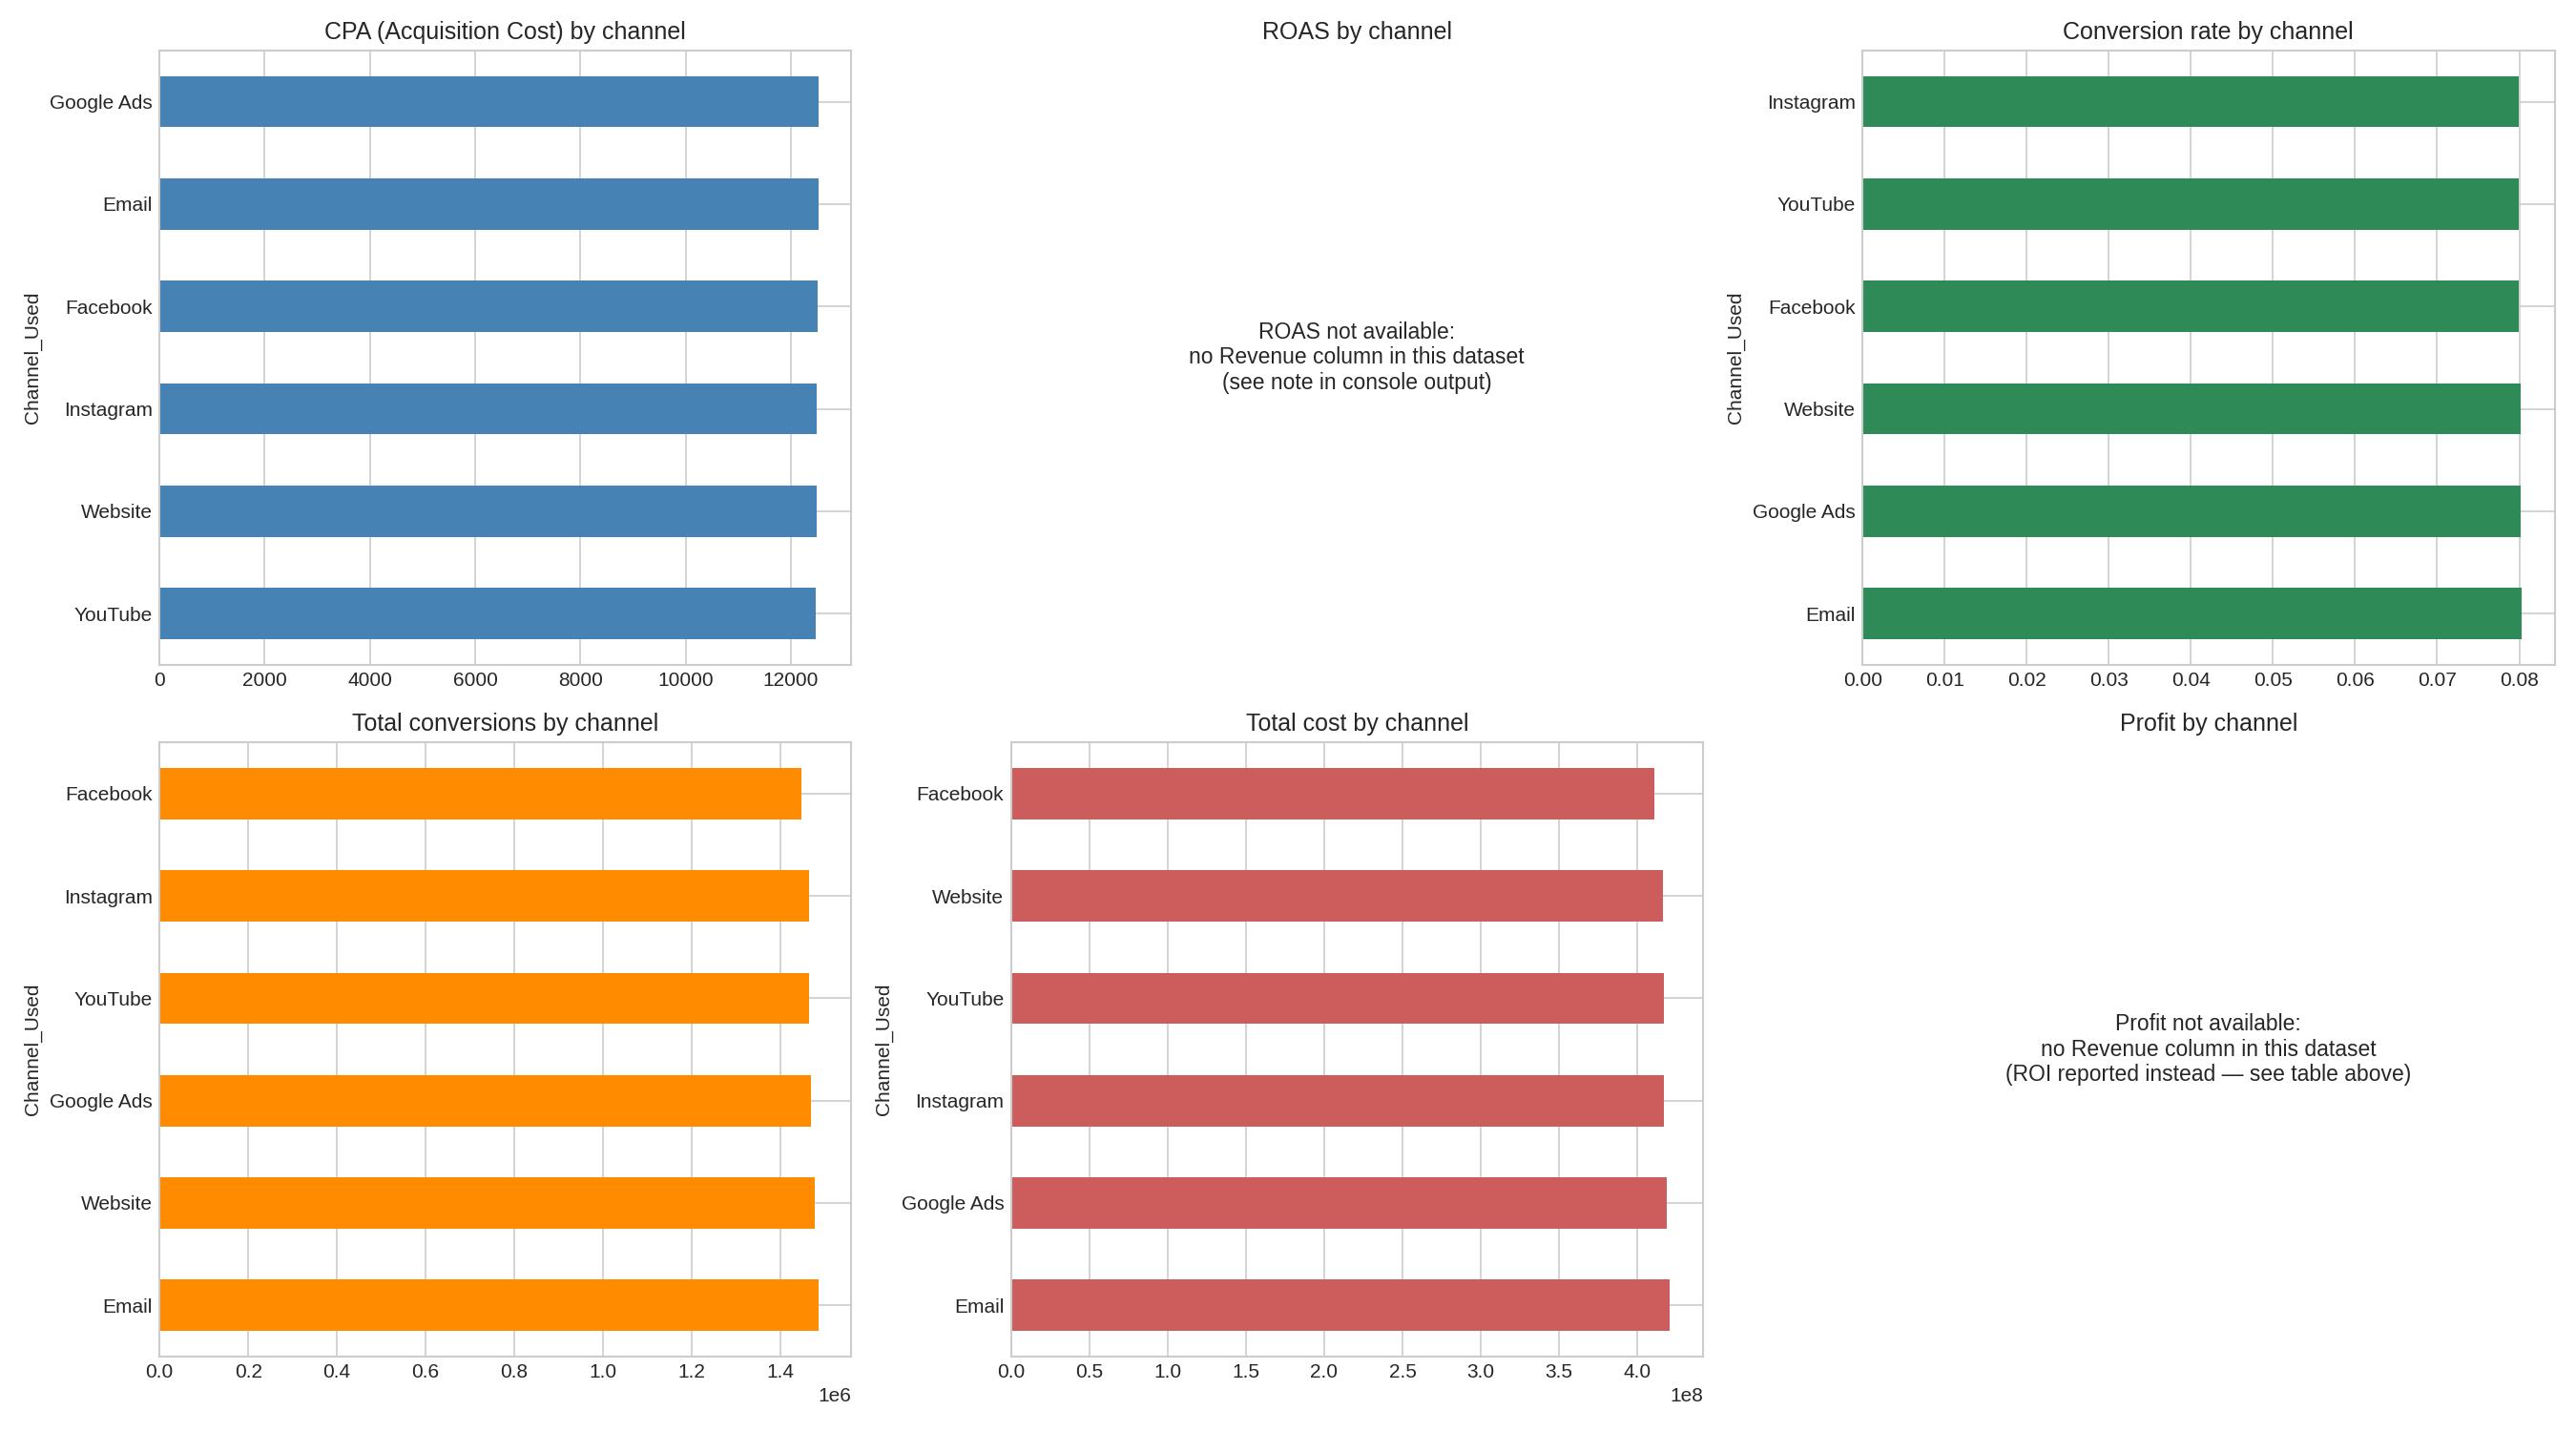 CPA (Acquisition Cost) by channel
Channel_Used
Google Ads
Email
Facebook
Instagram
Website
YouTube
0 2000 4000 6000 8000 10000 12000
ROAS by channel
ROAS not available:
no Revenue column in this dataset
(see note in console output)
Conversion rate by channel
Channel_Used
Instagram
YouTube
Facebook
Website
Google Ads
Email
0.00 0.01 0.02 0.03 0.04 0.05 0.06 0.07 0.08
Total conversions by channel
Channel_Used
Facebook
Instagram
YouTube
Google Ads
Website
Email
0.0 0.2 0.4 0.6 0.8 1.0 1.2 1.4
1e6
Total cost by channel
Channel_Used
Facebook
Website
YouTube
Instagram
Google Ads
Email
0.0 0.5 1.0 1.5 2.0 2.5 3.0 3.5 4.0
1e8
Profit by channel
Profit not available:
no Revenue column in this dataset
(ROI reported instead — see table above)